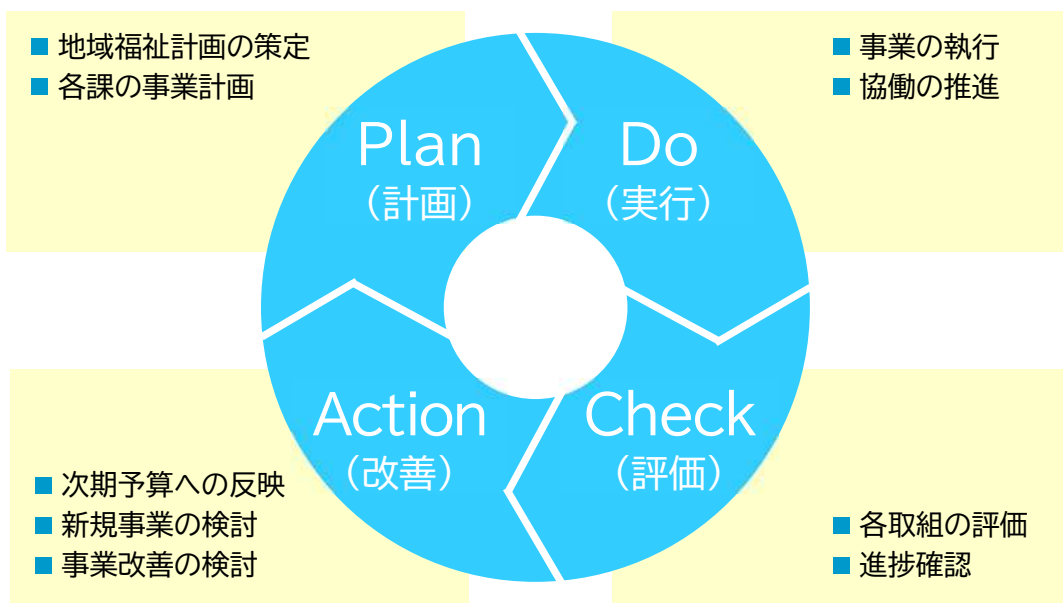 ■ 地域福祉計画の策定
■ 各課の事業計画
Plan
（計画）
■ 事業の執行
■ 協働の推進
Do
（実行）
Check
（評価）
■ 各取組の評価
■ 進捗確認
Action
（改善）
■ 次期予算への反映
■ 新規事業の検討
■ 事業改善の検討